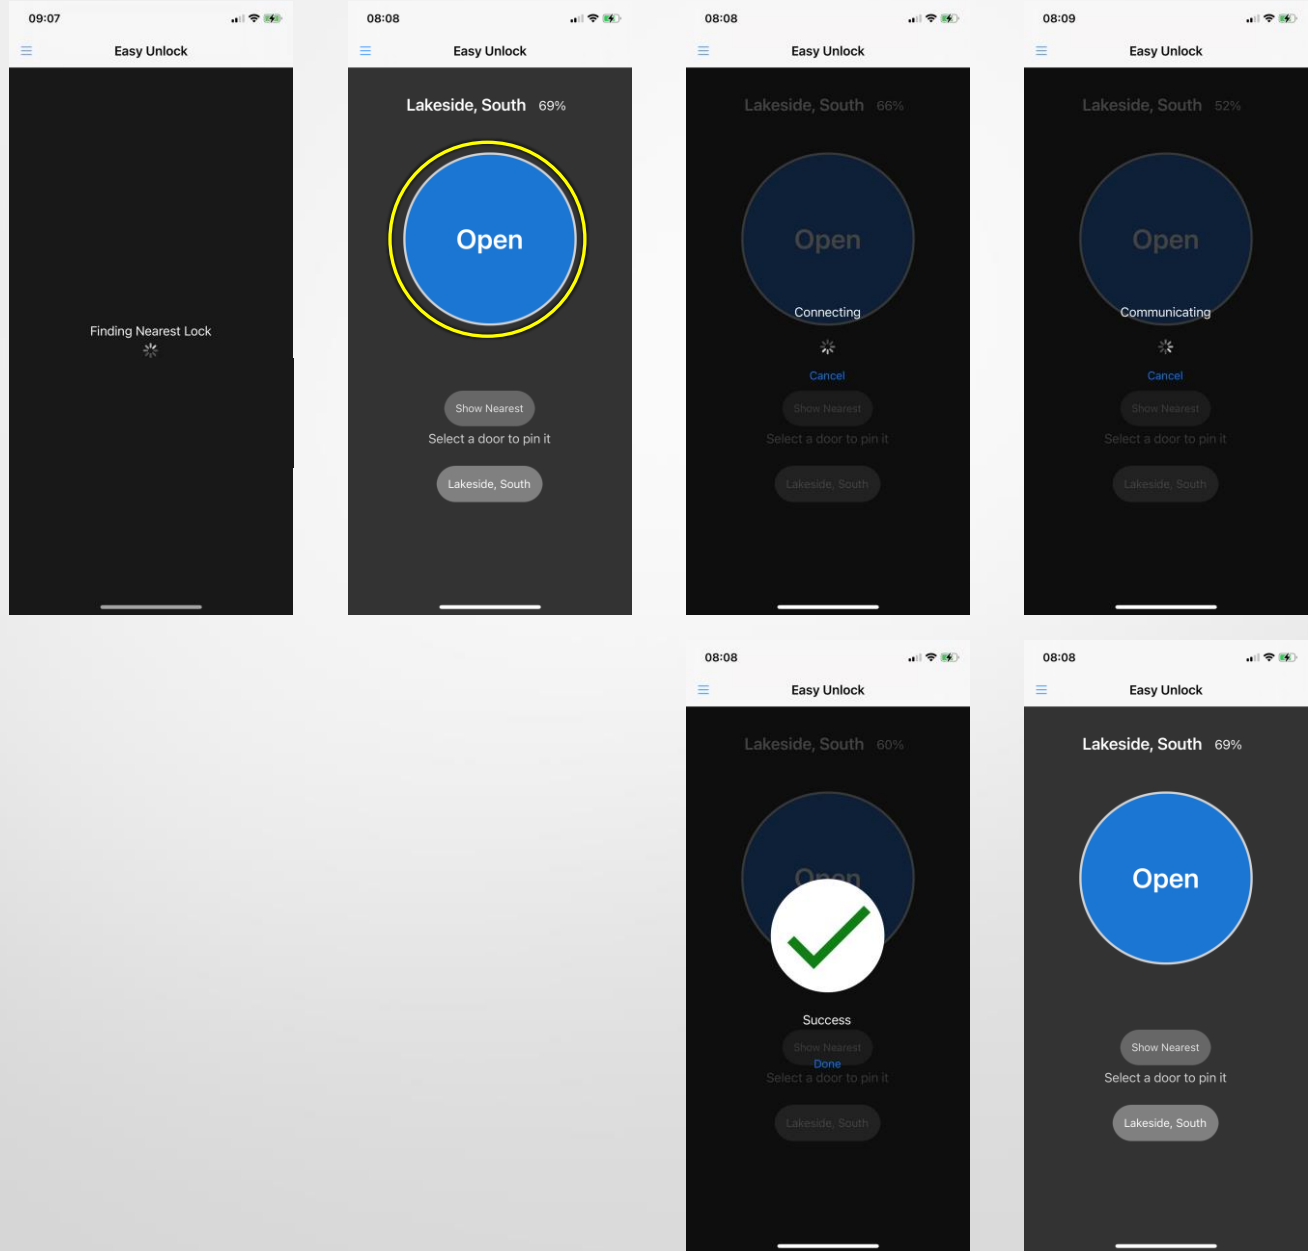 09:07
Easy Unlock
Finding Nearest Lock
08:08
Easy Unlock
Lakeside, South 69%
Open
Show Nearest
Select a door to pin it
Lakeside, South
08:08
Easy Unlock
Lakeside, South 66%
Open
Connecting
Cancel
Show Nearest
Select a door to pin it
Lakeside, South
08:09
Easy Unlock
Lakeside, South 52%
Open
Communicating
Cancel
Show Nearest
Select a door to pin it
Lakeside, South
08:08
Easy Unlock
Lakeside, South 60%
Open
Success
Show Nearest
Done
Select a door to pin it
Lakeside, South
08:08
Easy Unlock
Lakeside, South 69%
Open
Show Nearest
Select a door to pin it
Lakeside, South